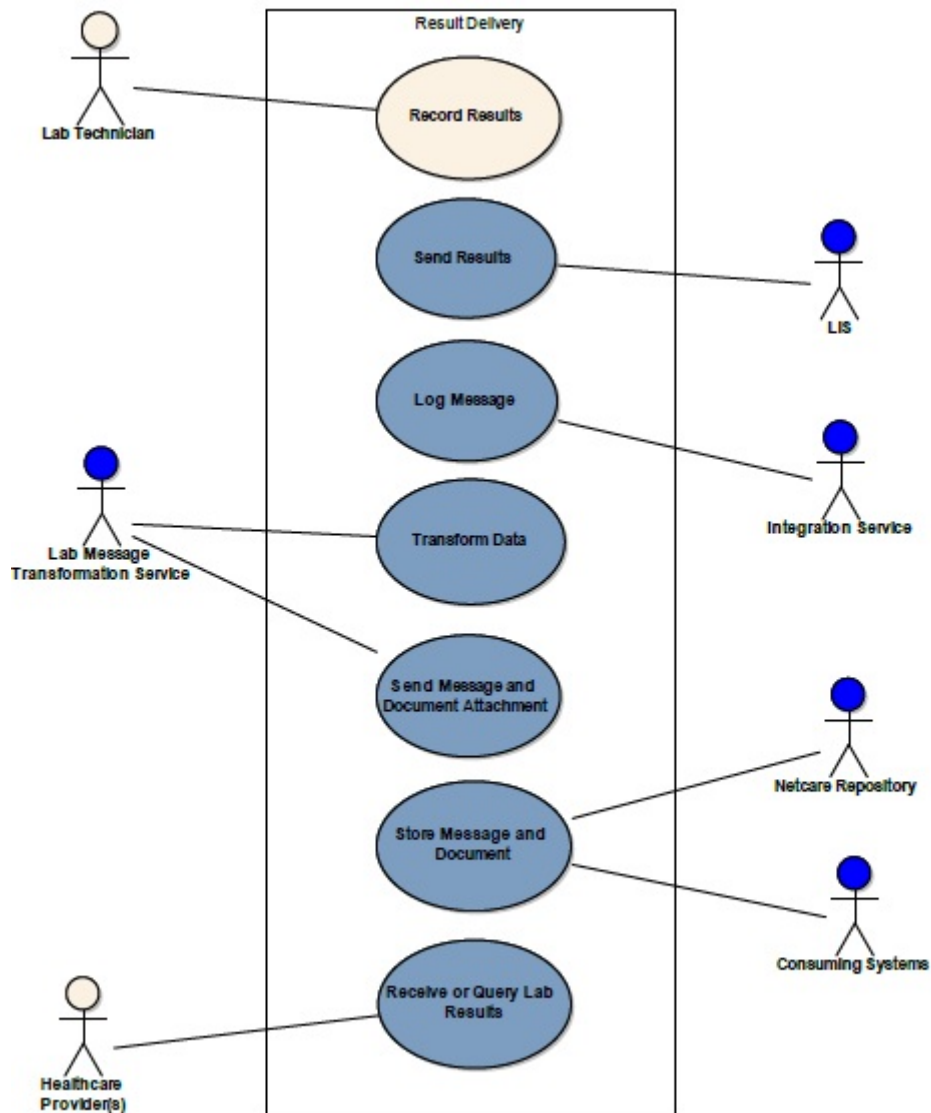 Result Delivery
Record Results
Lab Technician
Send Results
LIS
Log Message
Integration Service
Transform Data
Lab Message
Transformation Service
Send Message and
Document Attachment
Netcare Repository
Store Message and
Document
Consuming Systems
Receive or Query Lab
Results
Healthcare
Provider(s)